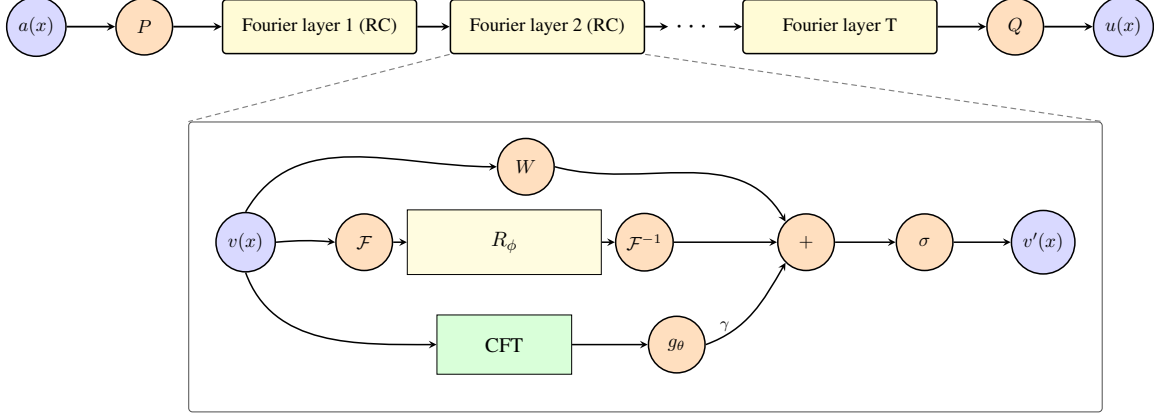 a(x) P Fourier layer 1 (RC) Fourier layer 2 (RC) · · · Fourier layer T Q u(x)
W
v(x) ℱ R_ϕ ℱ⁻¹ + σ v′(x)
γ
CFT g_θ